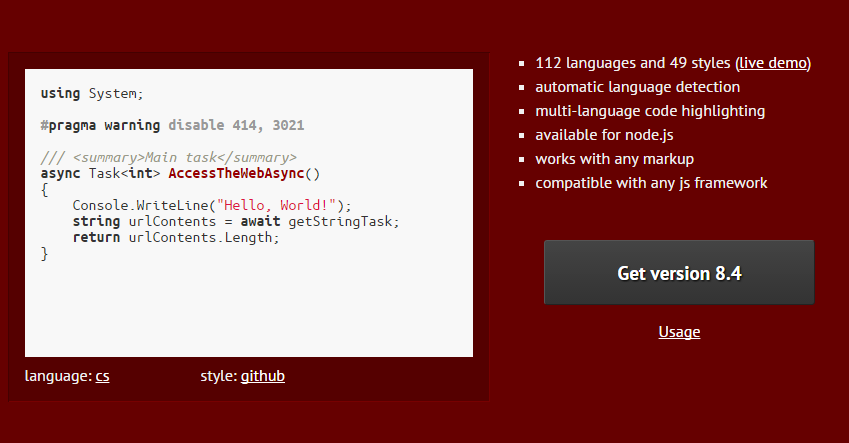 using System;
#pragma warning disable 414, 3021
/// <summary>Main task</summary>
async Task<int> AccessTheWebAsync()
{
    Console.WriteLine("Hello, World!");
    string urlContents = await getStringTask;
    return urlContents.Length;
}
language: cs
style: github
112 languages and 49 styles (live demo)
automatic language detection
multi-language code highlighting
available for node.js
works with any markup
compatible with any js framework
Get version 8.4
Usage